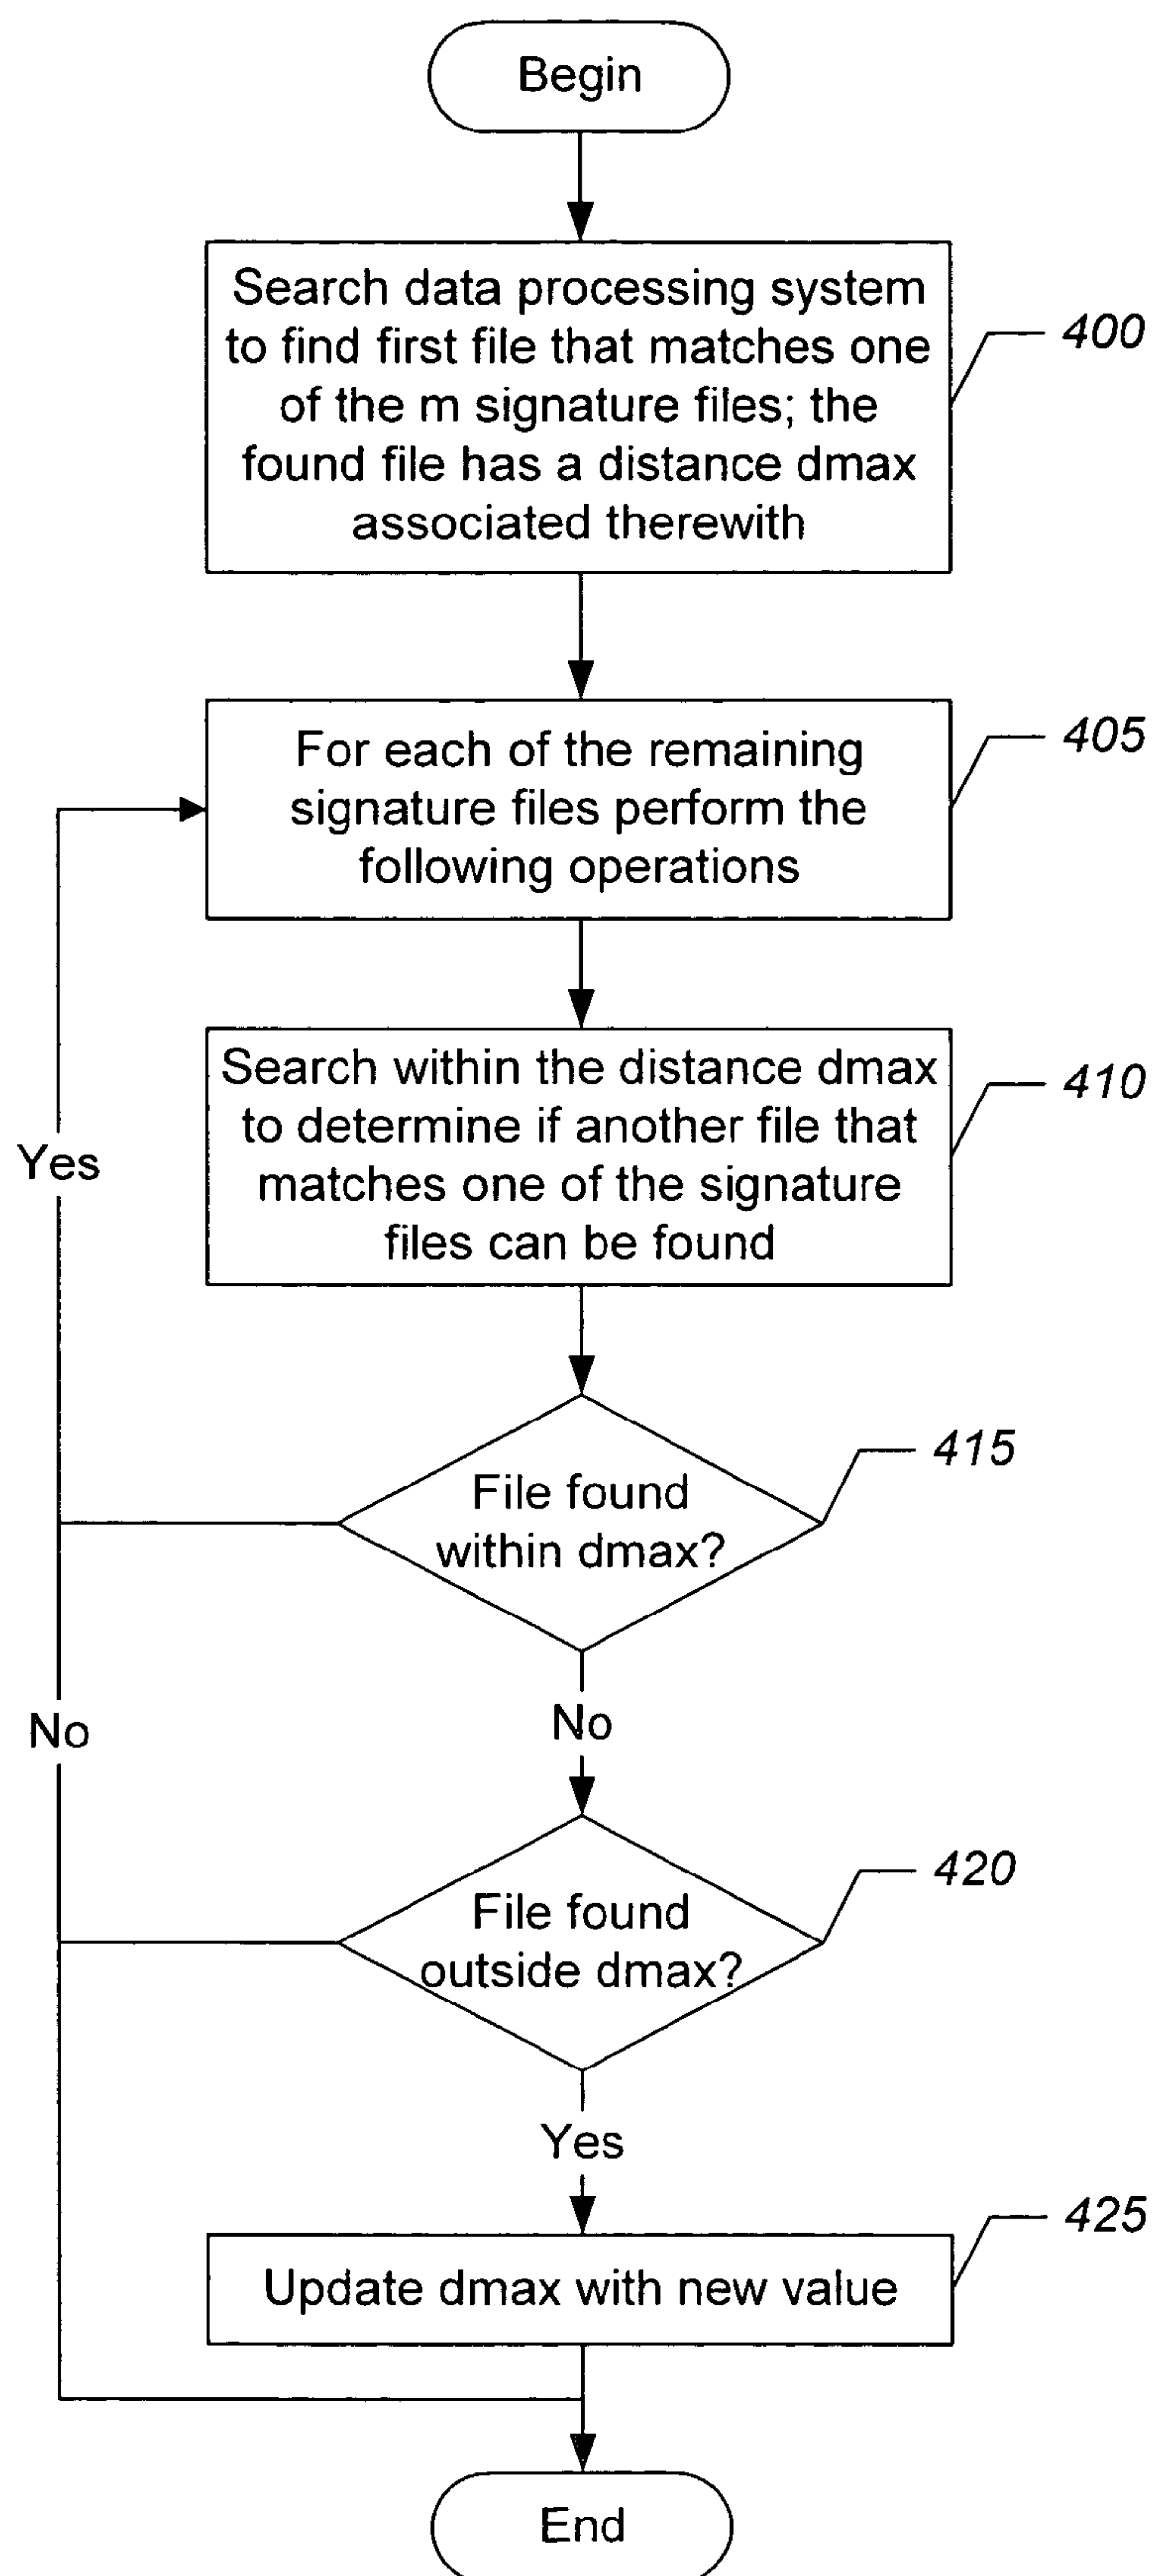 Begin
Search data processing system
to find first file that matches one
of the m signature files; the
found file has a distance dmax
associated therewith
400
For each of the remaining
signature files perform the
following operations
405
Search within the distance dmax
to determine if another file that
matches one of the signature
files can be found
410
Yes
File found
within dmax?
415
No
No
File found
outside dmax?
420
Yes
Update dmax with new value
425
End